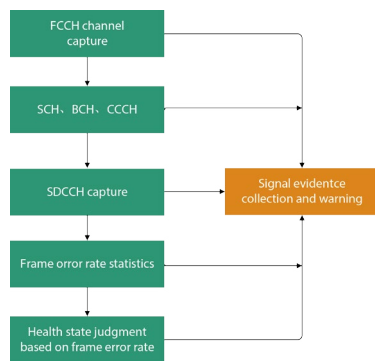 FCCH channel
capture
SCH、BCH、CCCH
SDCCH capture
Signal evidentce
collection and warning
Frame orror rate statistics
Health state judgment
based on frame error rate